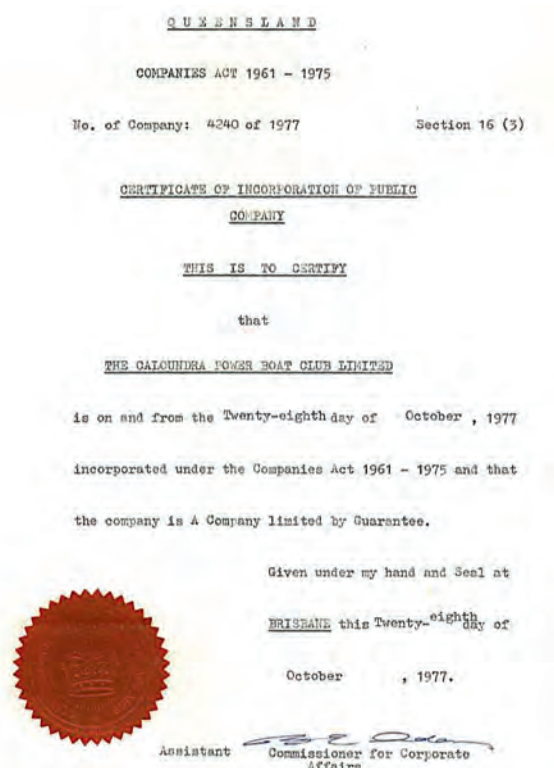 QUEENSLAND
COMPANIES ACT 1961 - 1975
No. of Company: 4240 of 1977 Section 16 (3)
CERTIFICATE OF INCORPORATION OF PUBLIC
COMPANY
THIS IS TO CERTIFY
that
THE CALOUNDRA POWER BOAT CLUB LIMITED
is on and from the Twenty-eighth day of October , 1977
incorporated under the Companies Act 1961 - 1975 and that
the company is A Company limited by Guarantee.
Given under my hand and Seal at
BRISBANE this Twenty-eighth day of
October , 1977.
Assistant Commissioner for Corporate
Affairs